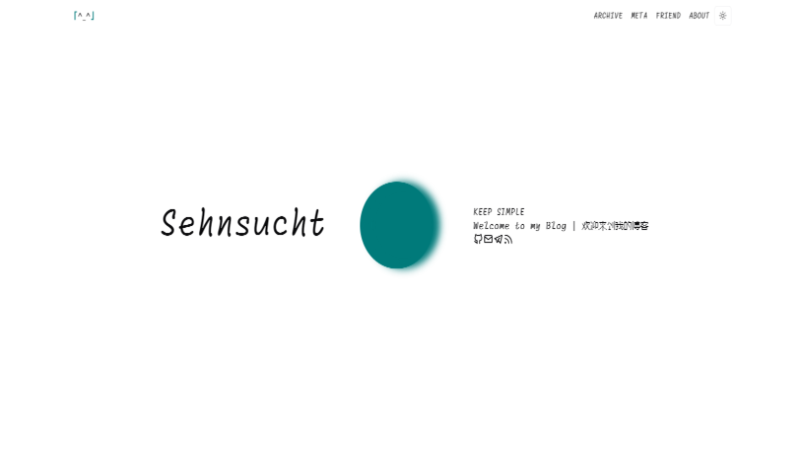 「^_^」
ARCHIVE META FRIEND ABOUT
Sehnsucht
KEEP SIMPLE
Welcome to my Blog | 欢迎来到我的博客